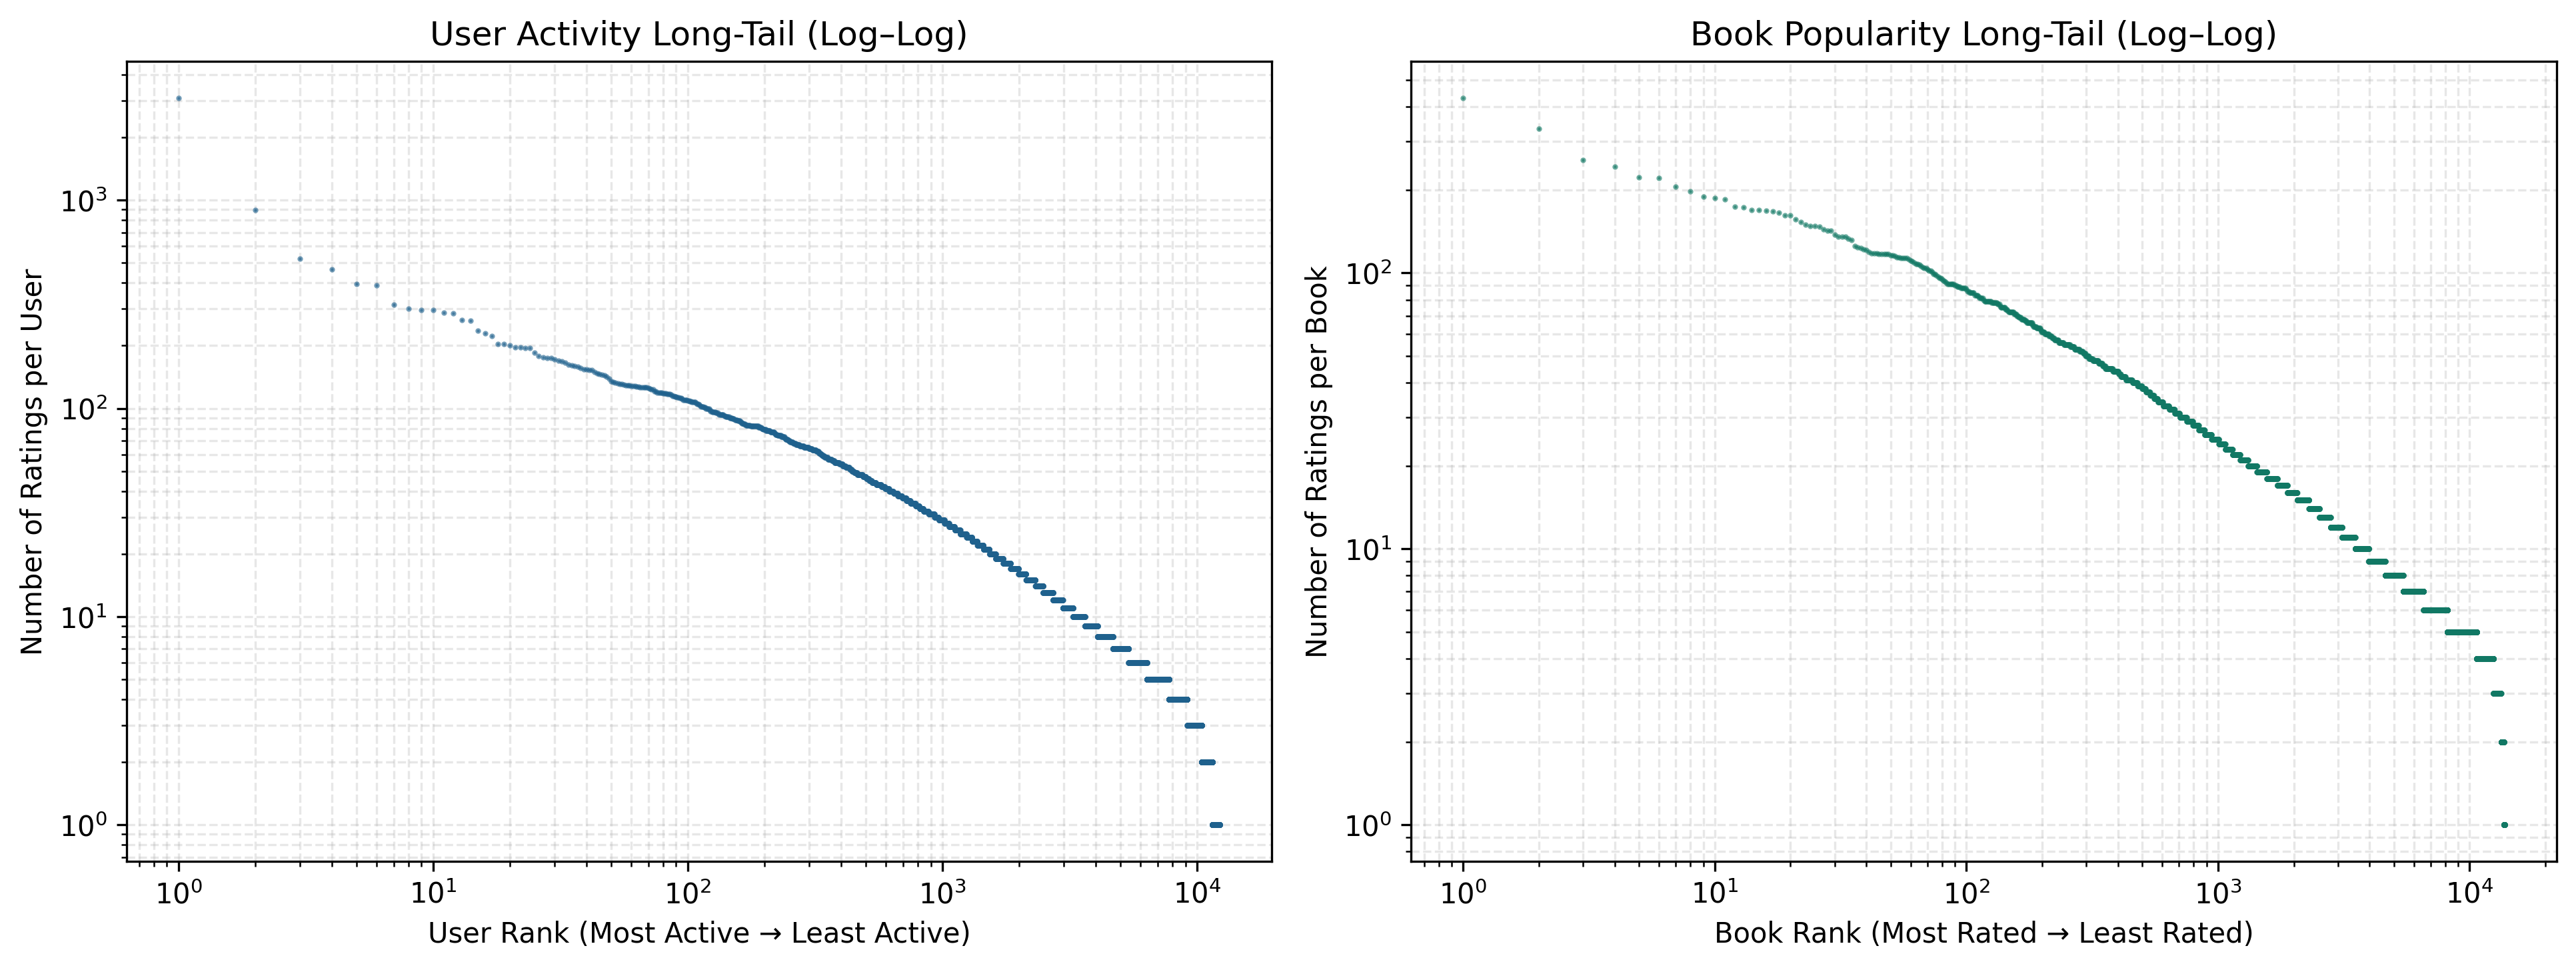 User Activity Long-Tail (Log–Log)
Number of Ratings per User
10³
10²
10¹
10⁰
10⁰ 10¹ 10² 10³ 10⁴
User Rank (Most Active → Least Active)
Book Popularity Long-Tail (Log–Log)
Number of Ratings per Book
10²
10¹
10⁰
10⁰ 10¹ 10² 10³ 10⁴
Book Rank (Most Rated → Least Rated)